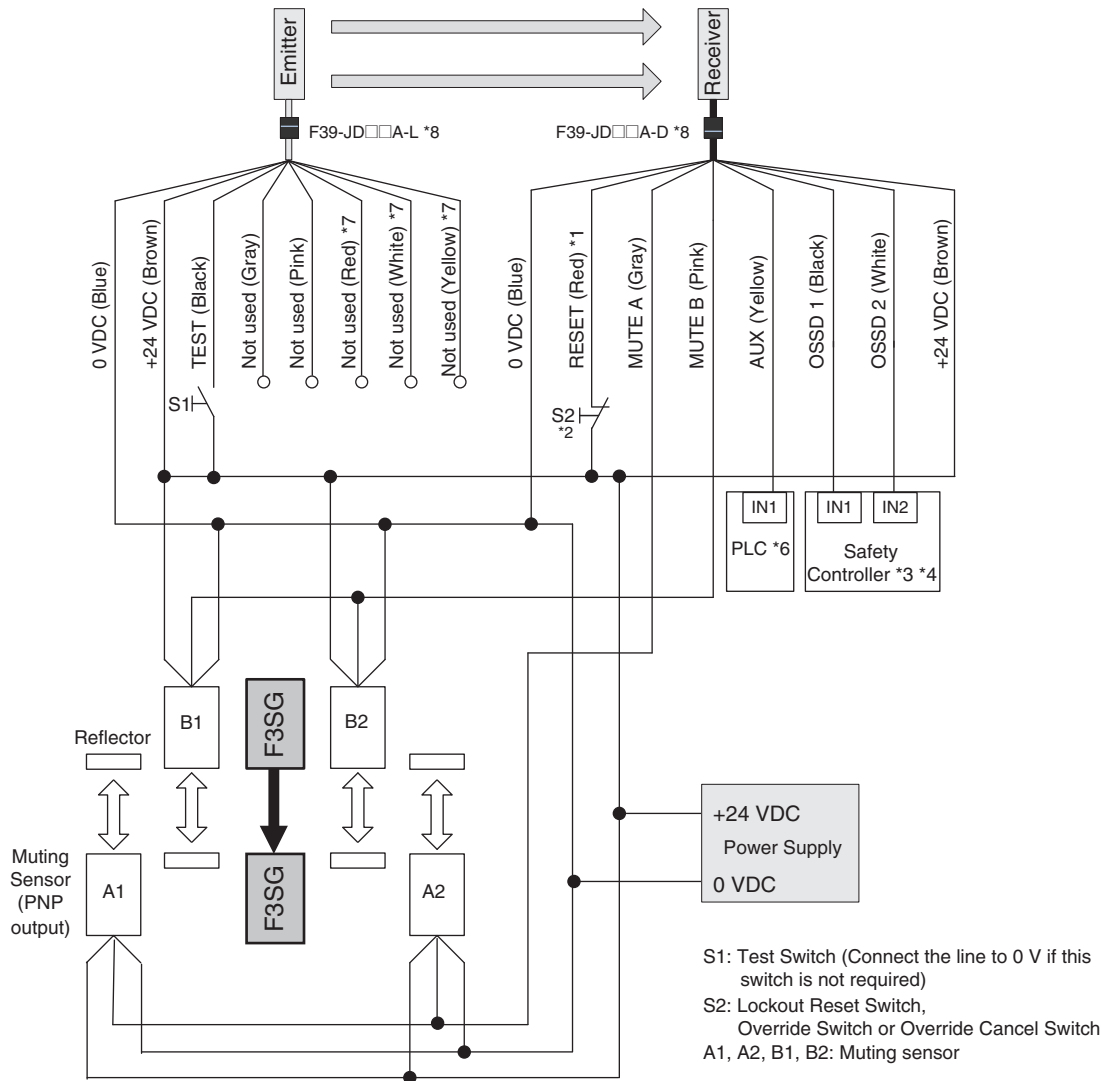 Emitter
Receiver
F39-JD□□A-L *8
F39-JD□□A-D *8
0 VDC (Blue)
+24 VDC (Brown)
TEST (Black)
Not used (Gray)
Not used (Pink)
Not used (Red) *7
Not used (White) *7
Not used (Yellow) *7
0 VDC (Blue)
RESET (Red) *1
MUTE A (Gray)
MUTE B (Pink)
AUX (Yellow)
OSSD 1 (Black)
OSSD 2 (White)
+24 VDC (Brown)
S1
S2
*2
IN1
IN1
IN2
PLC *6
Safety
Controller *3 *4
B1
F3SG
B2
Reflector
Muting
Sensor
(PNP
output)
A1
F3SG
A2
+24 VDC
Power Supply
0 VDC
S1: Test Switch (Connect the line to 0 V if this
switch is not required)
S2: Lockout Reset Switch,
Override Switch or Override Cancel Switch
A1, A2, B1, B2: Muting sensor